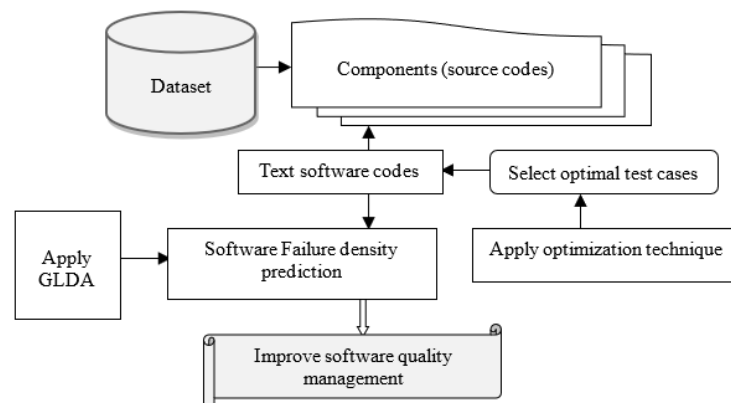 Dataset
Components (source codes)
Text software codes
Select optimal test cases
Apply
GLDA
Software Failure density
prediction
Apply optimization technique
Improve software quality
management